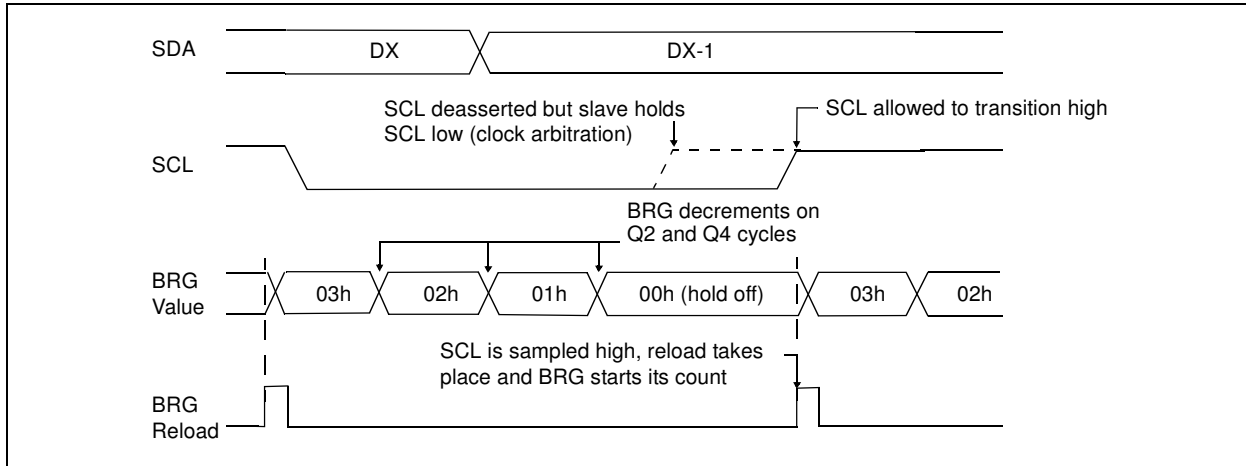 SDA
DX
DX-1
SCL deasserted but slave holds
SCL low (clock arbitration)
SCL allowed to transition high
SCL
BRG decrements on
Q2 and Q4 cycles
BRG
Value
03h
02h
01h
00h (hold off)
03h
02h
SCL is sampled high, reload takes
place and BRG starts its count
BRG
Reload